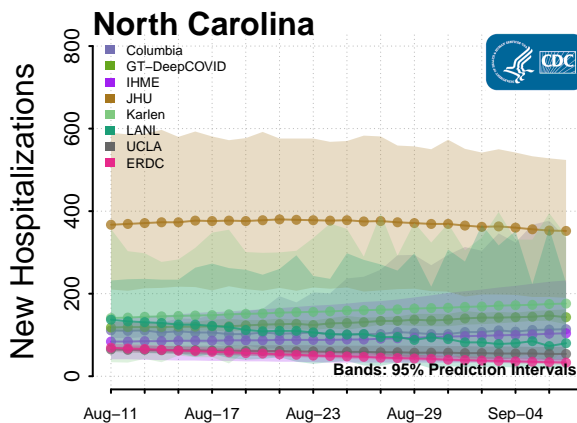 North Carolina
800
600
400
200
0
New Hospitalizations
Columbia
GT−DeepCOVID
IHME
JHU
Karlen
LANL
UCLA
ERDC
CDC
Bands: 95% Prediction Intervals
Aug−11 Aug−17 Aug−23 Aug−29 Sep−04